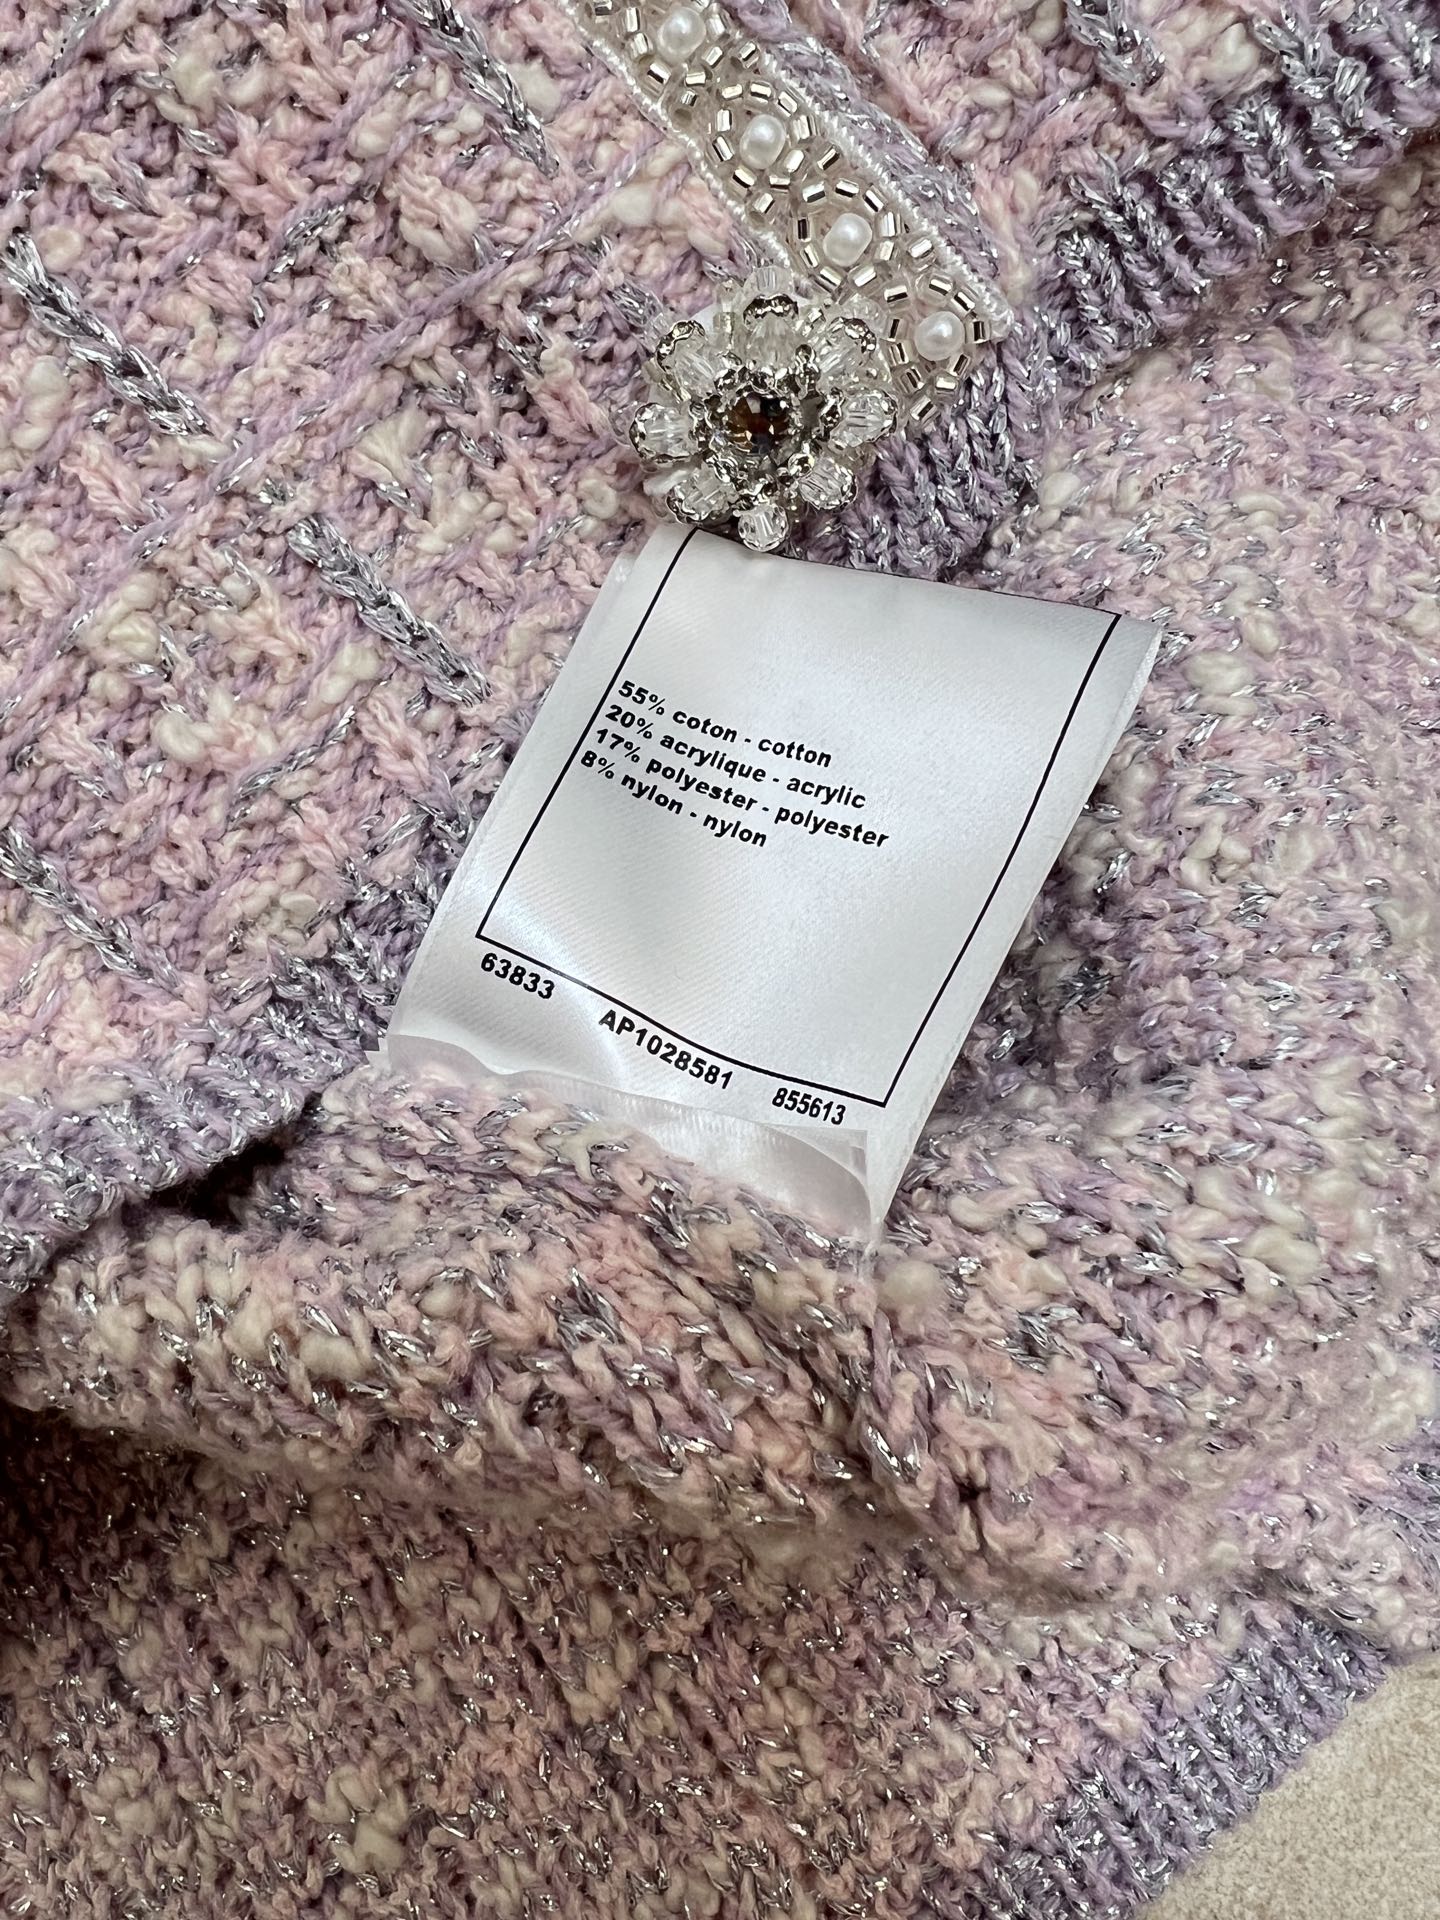 55% coton - cotton
20% acrylique - acrylic
17% polyester - polyester
8% nylon - nylon
63833 AP1028581 855613